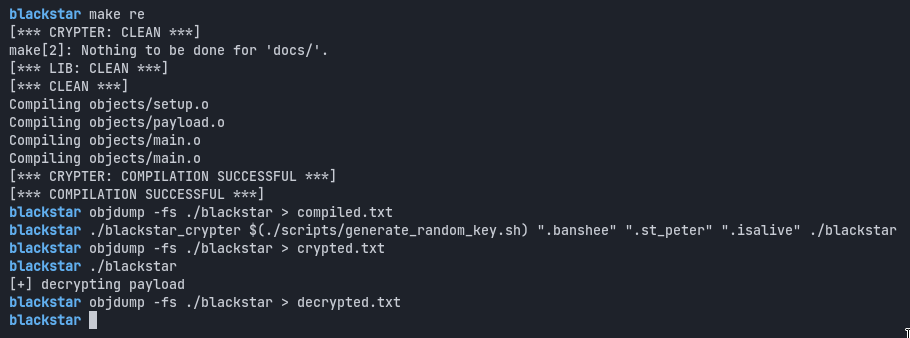 blackstar make re
[*** CRYPTER: CLEAN ***]
make[2]: Nothing to be done for 'docs/'.
[*** LIB: CLEAN ***]
[*** CLEAN ***]
Compiling objects/setup.o
Compiling objects/payload.o
Compiling objects/main.o
Compiling objects/main.o
[*** CRYPTER: COMPILATION SUCCESSFUL ***]
[*** COMPILATION SUCCESSFUL ***]
blackstar objdump -fs ./blackstar > compiled.txt
blackstar ./blackstar_crypter $(./scripts/generate_random_key.sh) ".banshee" ".st_peter" ".isalive" ./blackstar
blackstar objdump -fs ./blackstar > crypted.txt
blackstar ./blackstar
[+] decrypting payload
blackstar objdump -fs ./blackstar > decrypted.txt
blackstar